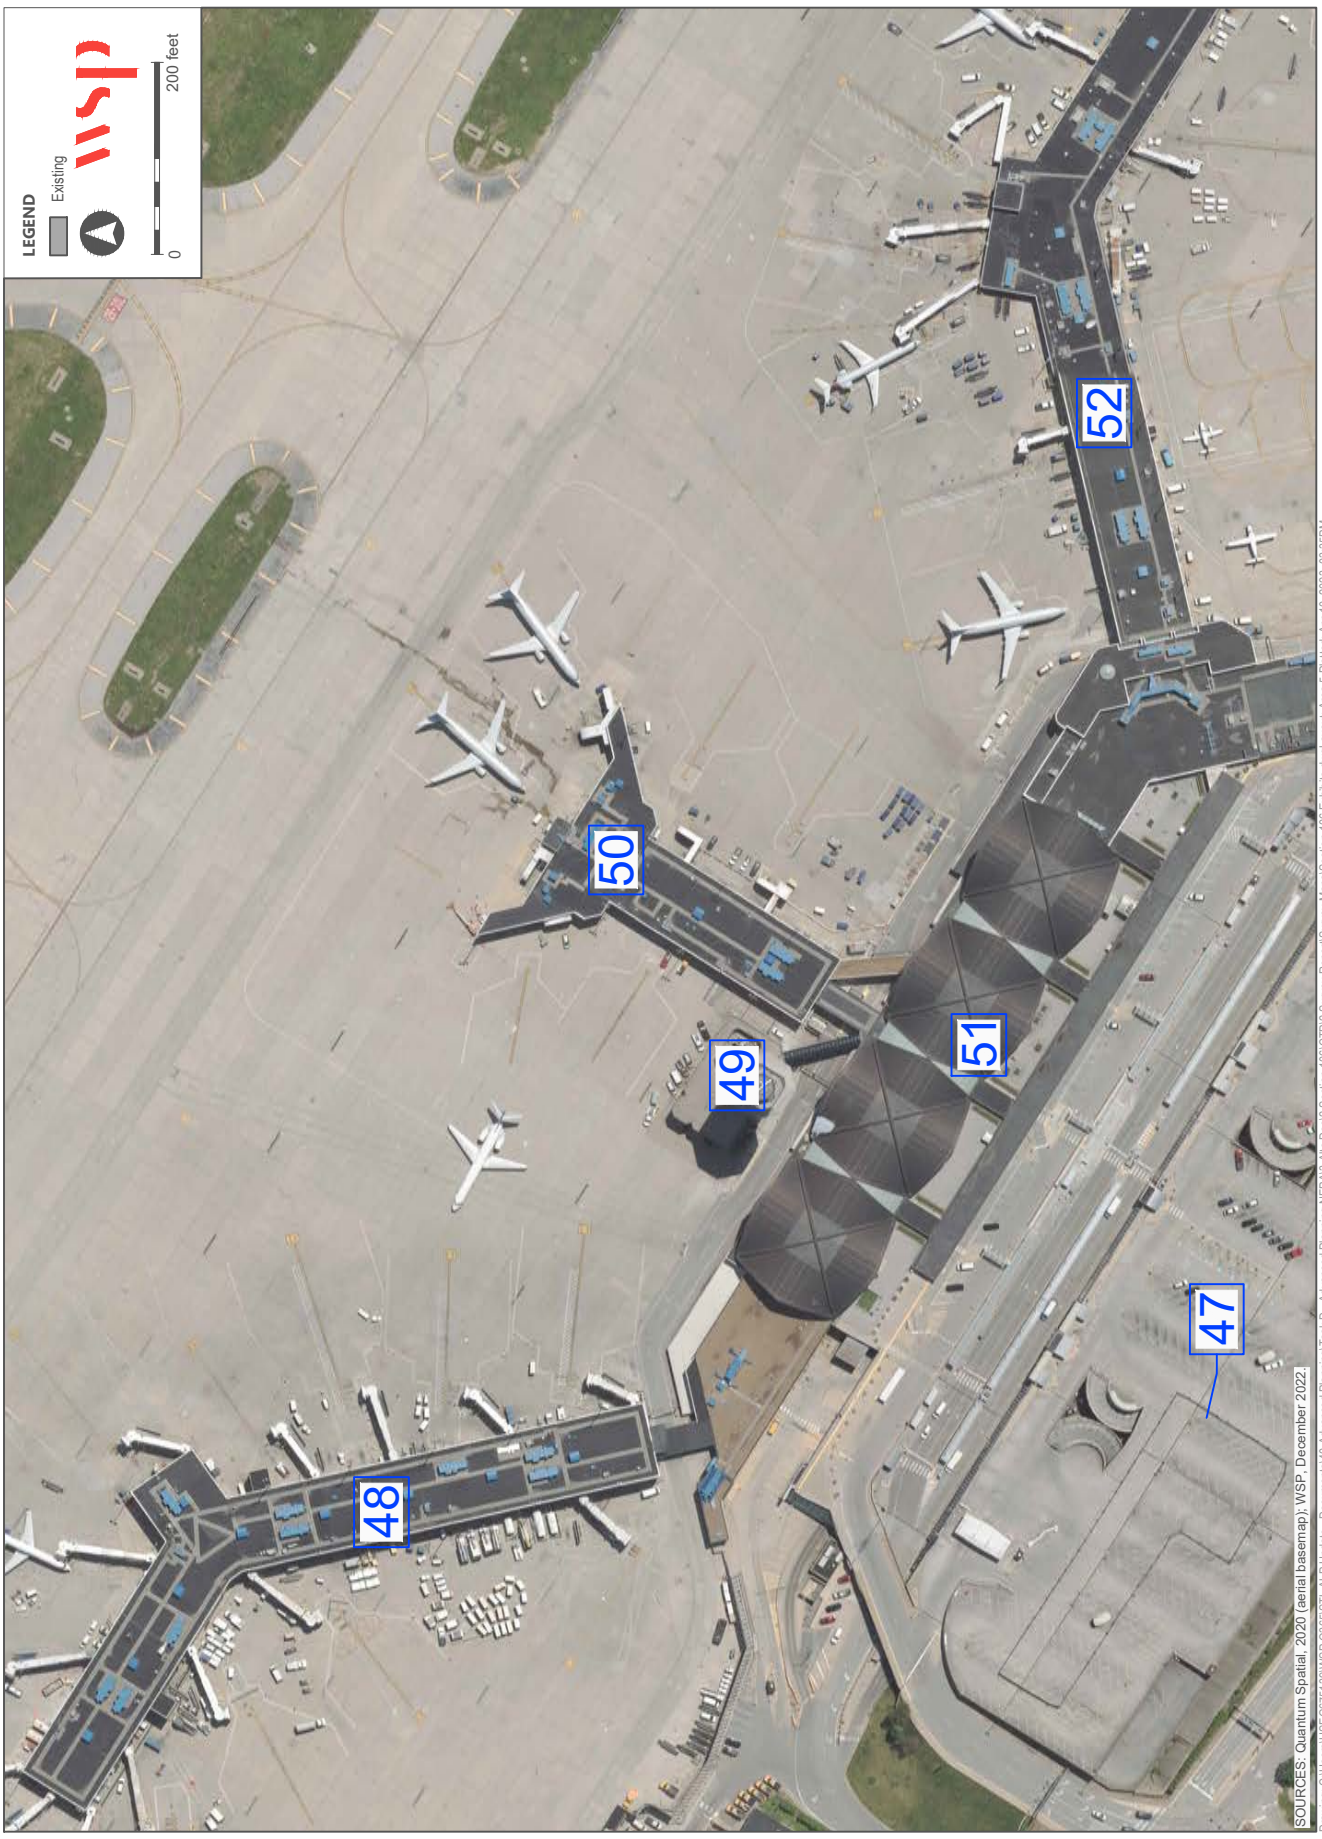 LEGEND
Existing
wsp
0
200 feet
48
50
49
51
52
47
SOURCES: Quantum Spatial, 2020 (aerial basemap); WSP, December 2022.